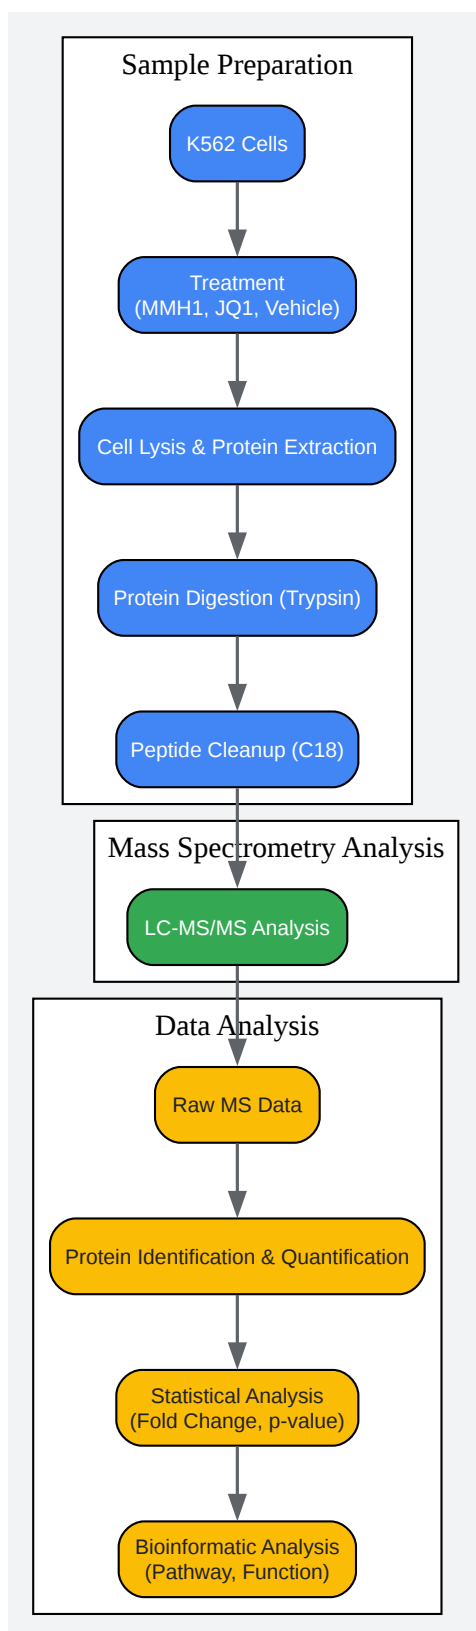 Sample Preparation
K562 Cells
Treatment
(MMH1, JQ1, Vehicle)
Cell Lysis & Protein Extraction
Protein Digestion (Trypsin)
Peptide Cleanup (C18)
Mass Spectrometry Analysis
LC-MS/MS Analysis
Data Analysis
Raw MS Data
Protein Identification & Quantification
Statistical Analysis
(Fold Change, p-value)
Bioinformatic Analysis
(Pathway, Function)